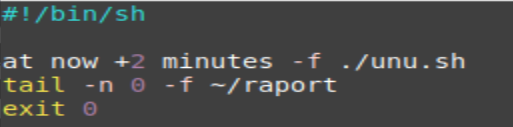 #!/bin/sh
at now +2 minutes -f ./unu.sh
tail -n 0 -f ~/raport
exit 0